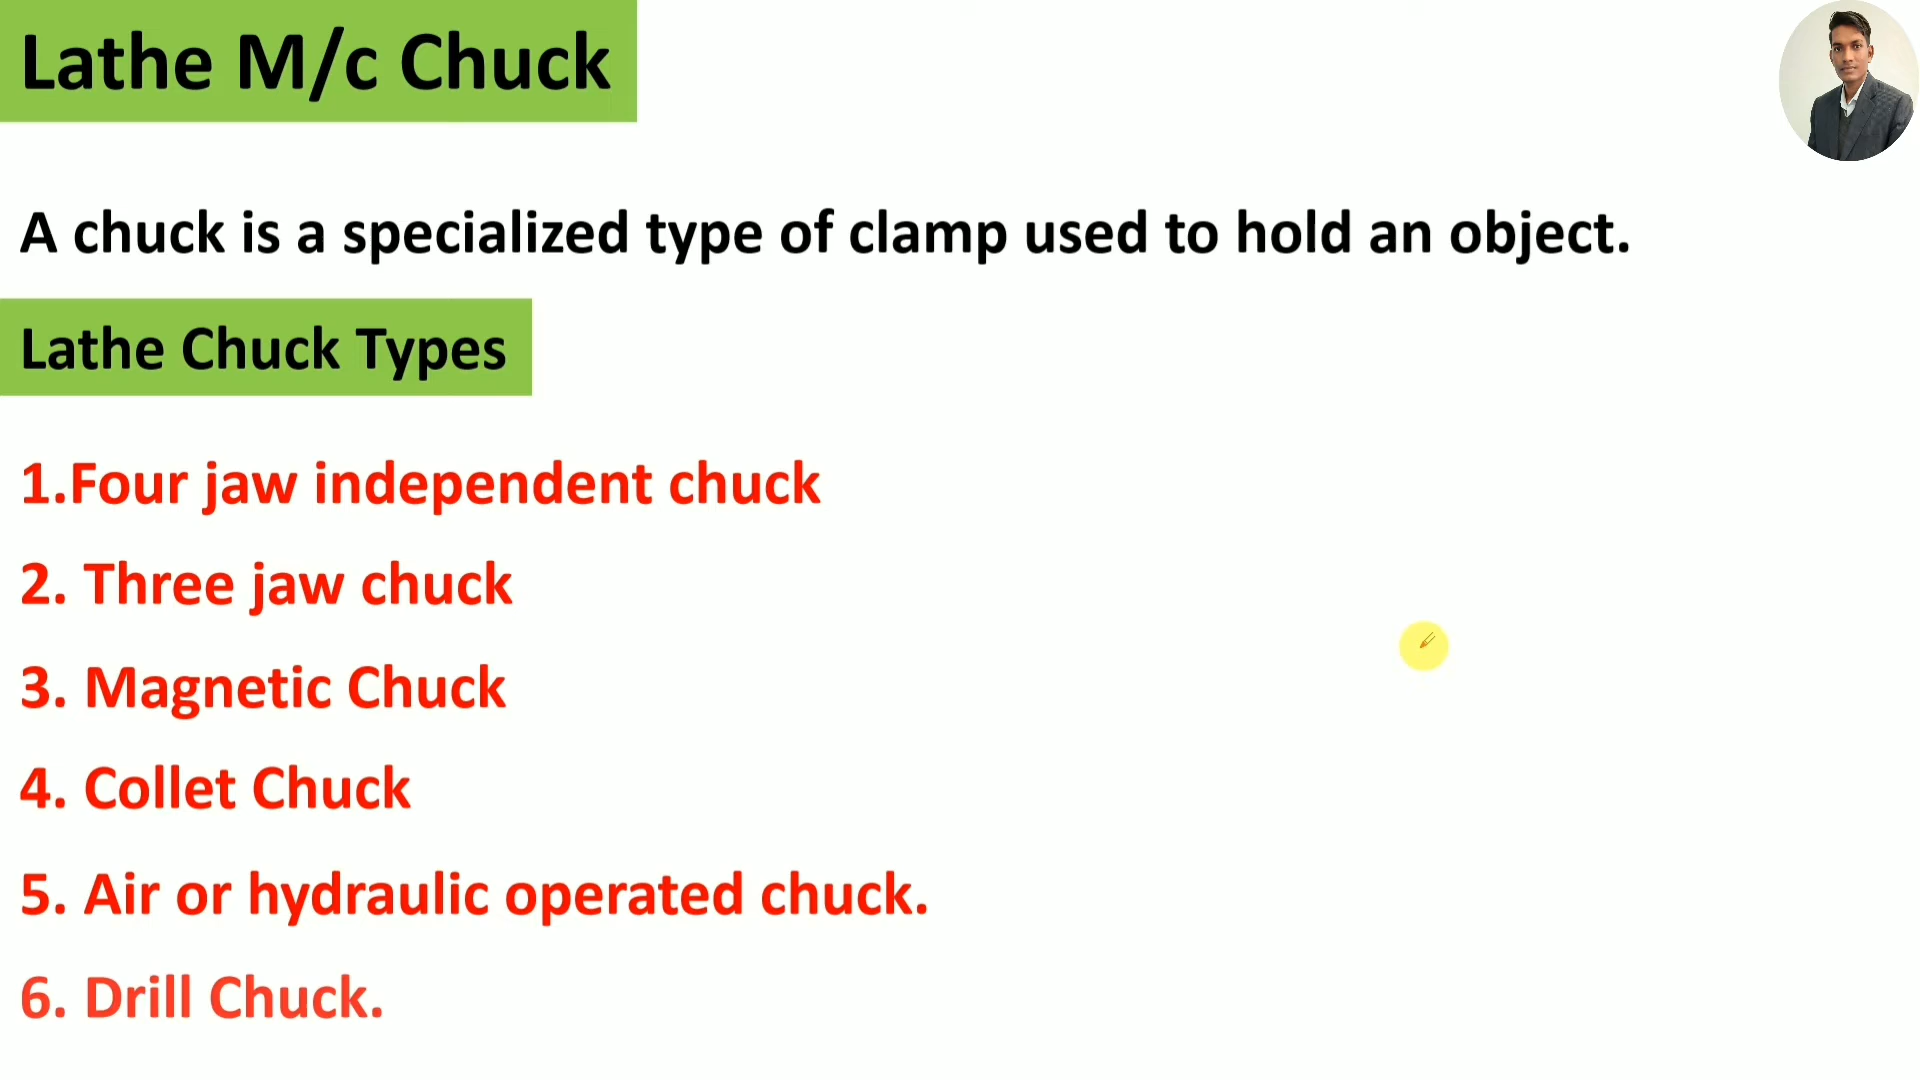 Lathe M/c Chuck
A chuck is a specialized type of clamp used to hold an object.
Lathe Chuck Types
1.Four jaw independent chuck
2. Three jaw chuck
3. Magnetic Chuck
4. Collet Chuck
5. Air or hydraulic operated chuck.
6. Drill Chuck.